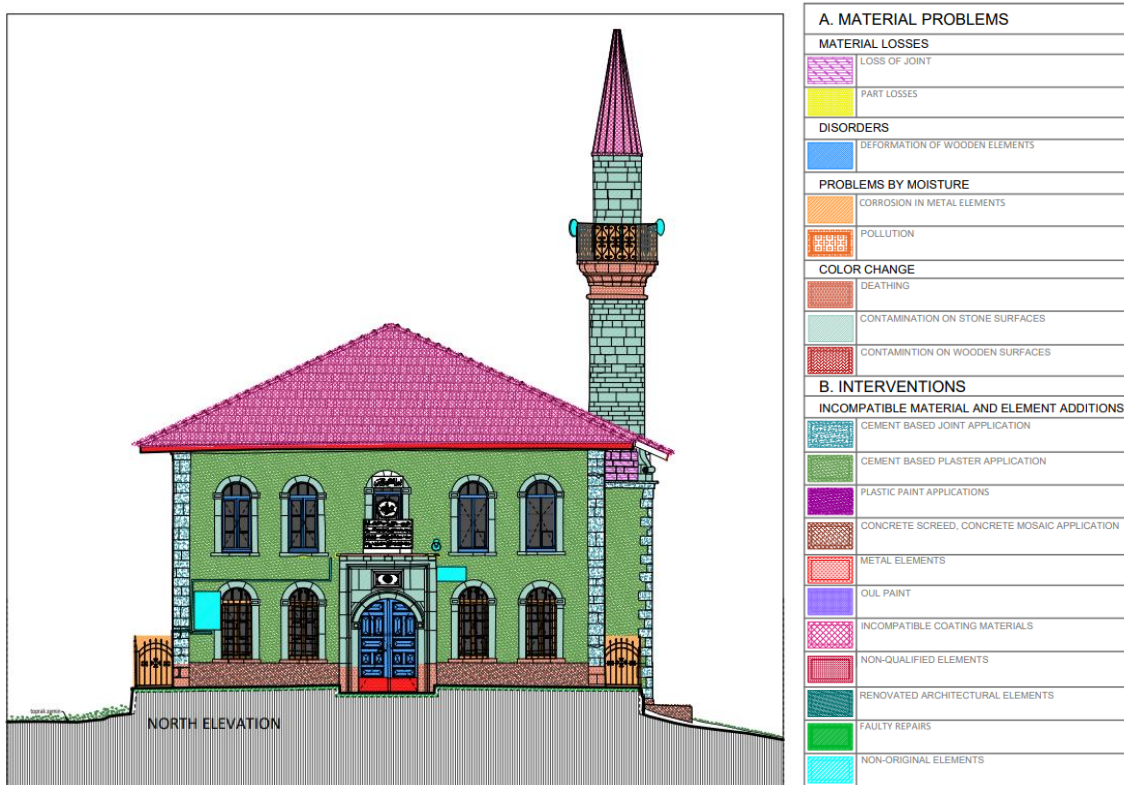 NORTH ELEVATION
toprak zemin
A. MATERIAL PROBLEMS
MATERIAL LOSSES
LOSS OF JOINT
PART LOSSES
DISORDERS
DEFORMATION OF WOODEN ELEMENTS
PROBLEMS BY MOISTURE
CORROSION IN METAL ELEMENTS
POLLUTION
COLOR CHANGE
DEATHING
CONTAMINATION ON STONE SURFACES
CONTAMINTION ON WOODEN SURFACES
B. INTERVENTIONS
INCOMPATIBLE MATERIAL AND ELEMENT ADDITIONS
CEMENT BASED JOINT APPLICATION
CEMENT BASED PLASTER APPLICATION
PLASTIC PAINT APPLICATIONS
CONCRETE SCREED, CONCRETE MOSAIC APPLICATION
METAL ELEMENTS
OUL PAINT
INCOMPATIBLE COATING MATERIALS
NON-QUALIFIED ELEMENTS
RENOVATED ARCHITECTURAL ELEMENTS
FAULTY REPAIRS
NON-ORIGINAL ELEMENTS